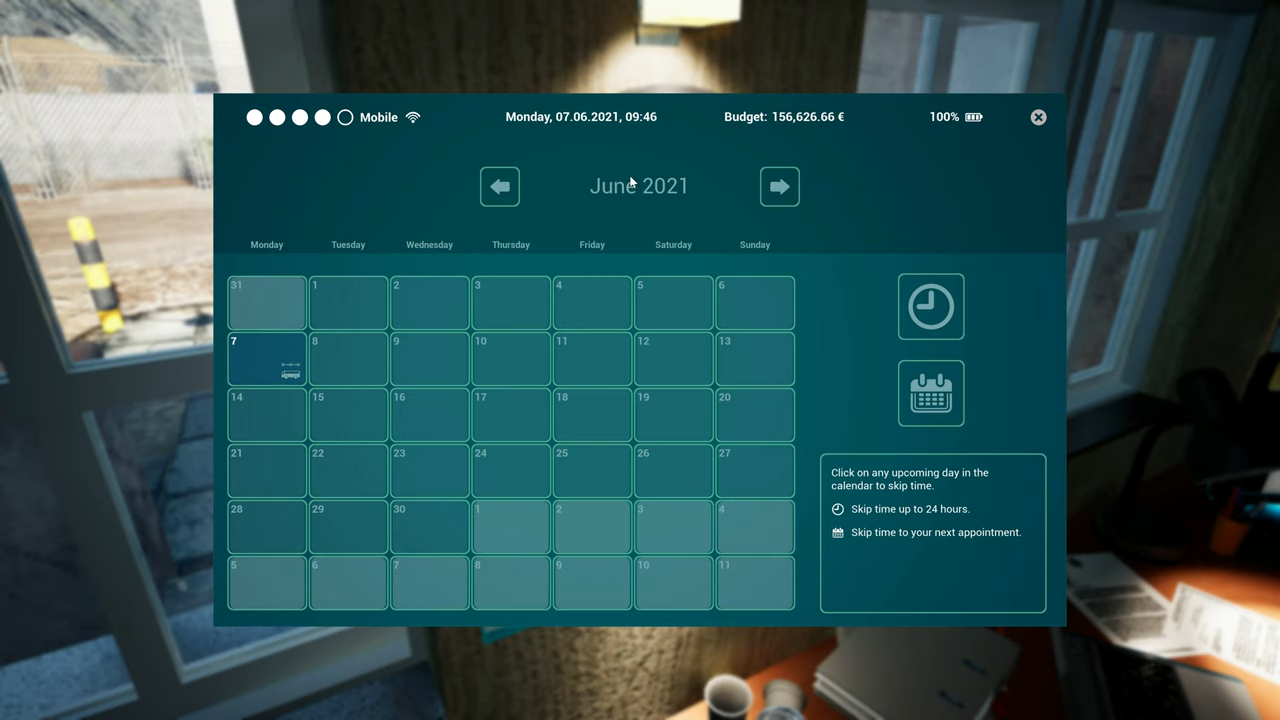 Mobile
Monday, 07.06.2021, 09:46
Budget: 156,626.66 €
100%
June 2021
Monday Tuesday Wednesday Thursday Friday Saturday Sunday
31 1 2 3 4 5 6
7 8 9 10 11 12 13
14 15 16 17 18 19 20
21 22 23 24 25 26 27
28 29 30 1 2 3 4
5 6 7 8 9 10 11
Click on any upcoming day in the
calendar to skip time.
Skip time up to 24 hours.
Skip time to your next appointment.